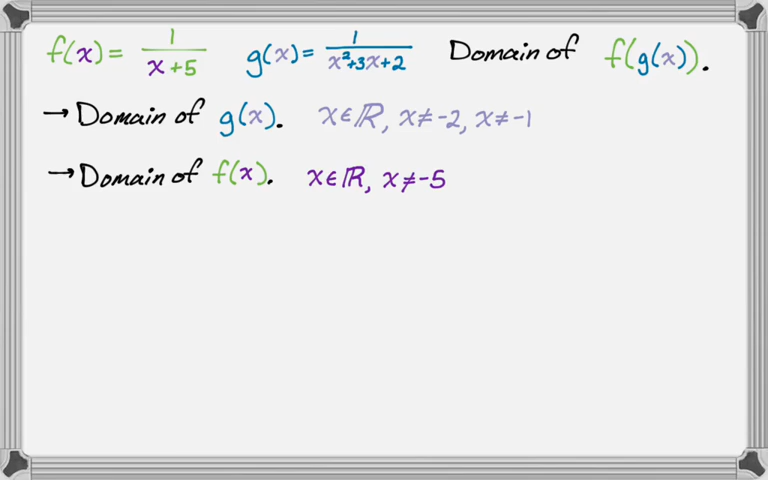 f(x) = 1/(x+5) g(x) = 1/(x²+3x+2) Domain of f(g(x)).
→ Domain of g(x). x∈ℝ, x≠-2, x≠-1
→ Domain of f(x). x∈ℝ, x≠-5